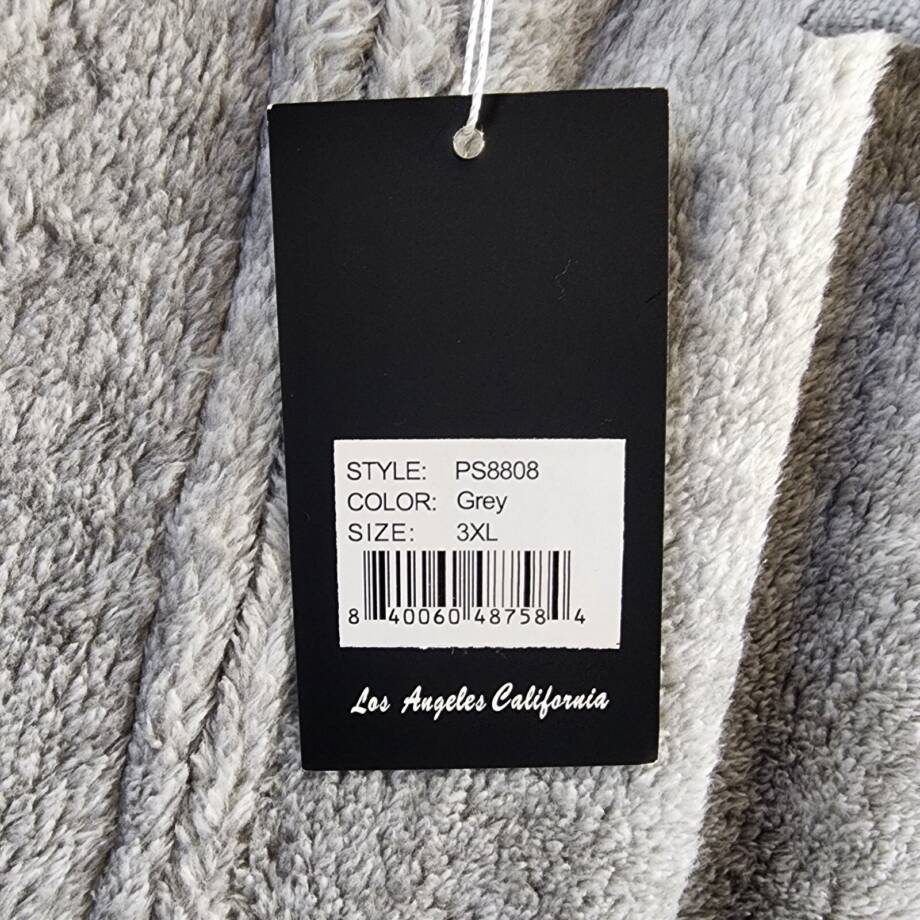 STYLE: PS8808
COLOR: Grey
SIZE: 3XL
8 40060 48758 4
Los Angeles California